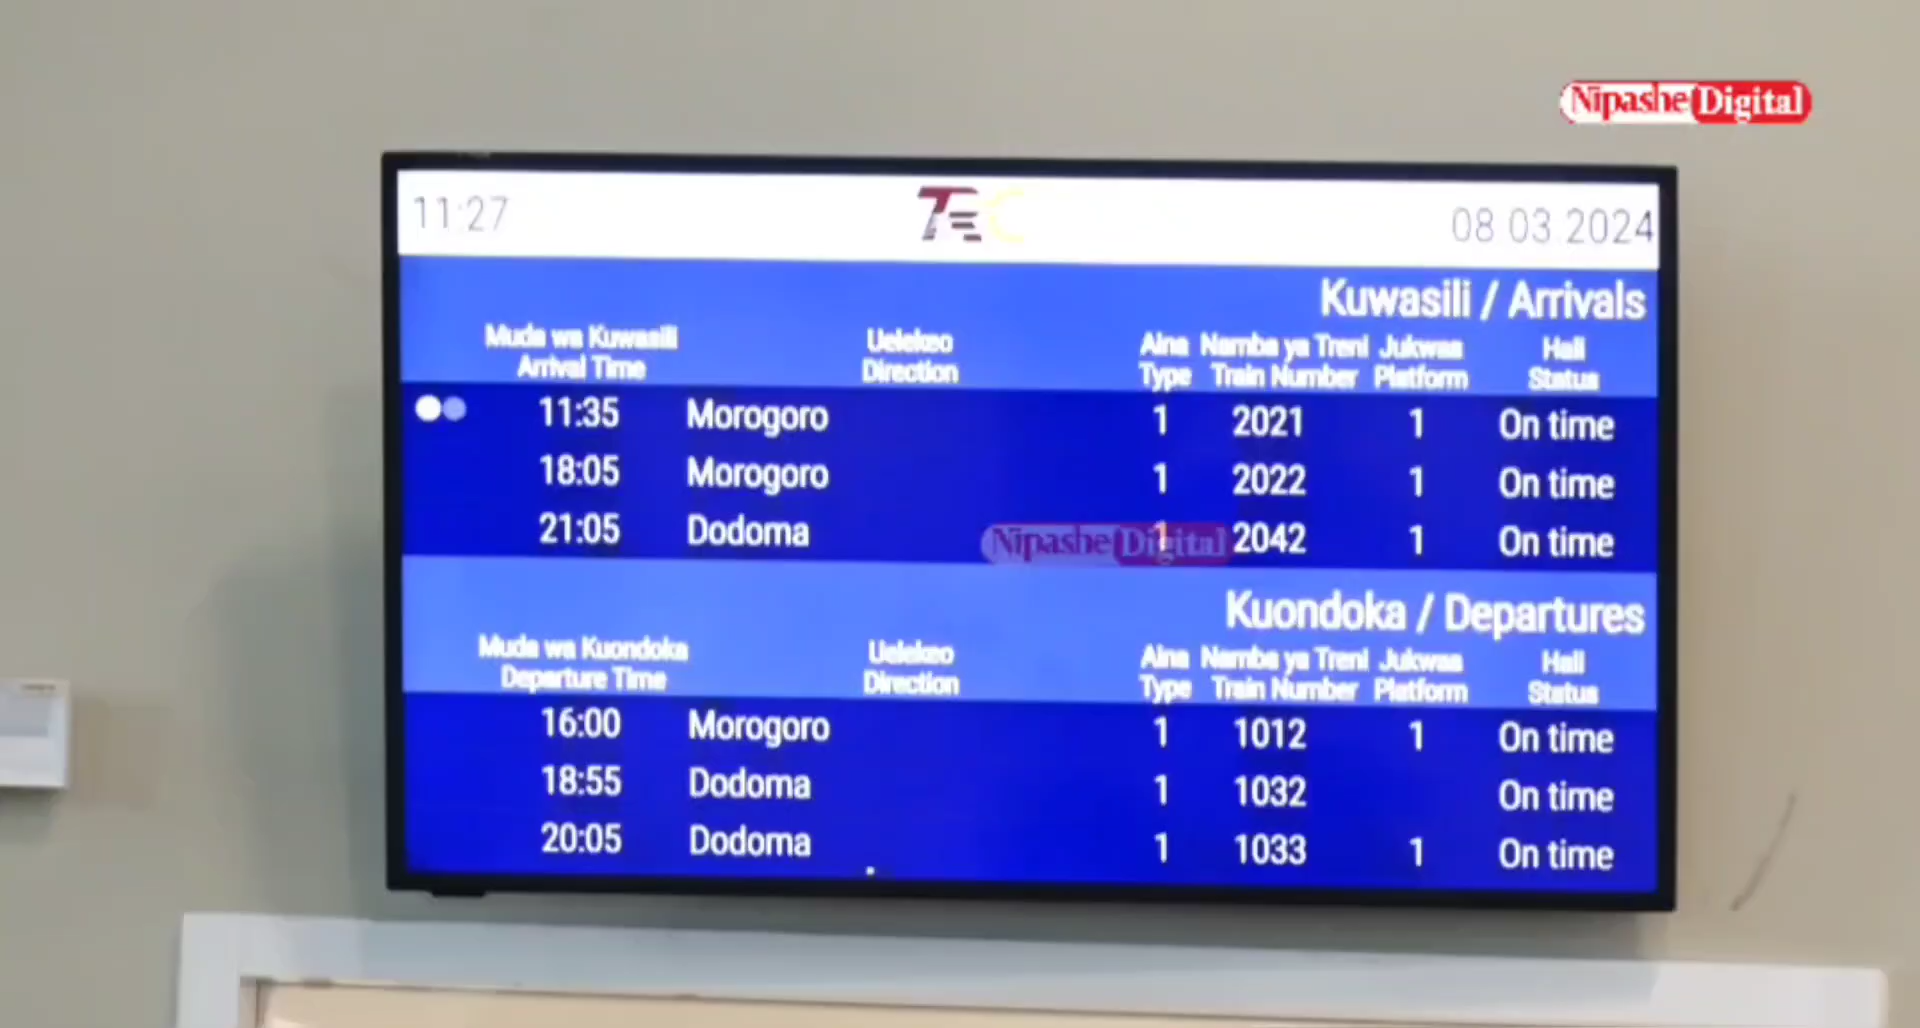 Nipashe Digital
11:27
08 03 2024
Kuwasili / Arrivals
Muda wa Kuwasili Uelekeo Aina Namba ya Treni Jukwaa Hali
Arrival Time Direction Type Train Number Platform Status
11:35 Morogoro 1 2021 1 On time
18:05 Morogoro 1 2022 1 On time
21:05 Dodoma 1 2042 1 On time
Nipashe Digital
Kuondoka / Departures
Muda wa Kuondoka Uelekeo Aina Namba ya Treni Jukwaa Hali
Departure Time Direction Type Train Number Platform Status
16:00 Morogoro 1 1012 1 On time
18:55 Dodoma 1 1032 On time
20:05 Dodoma 1 1033 1 On time